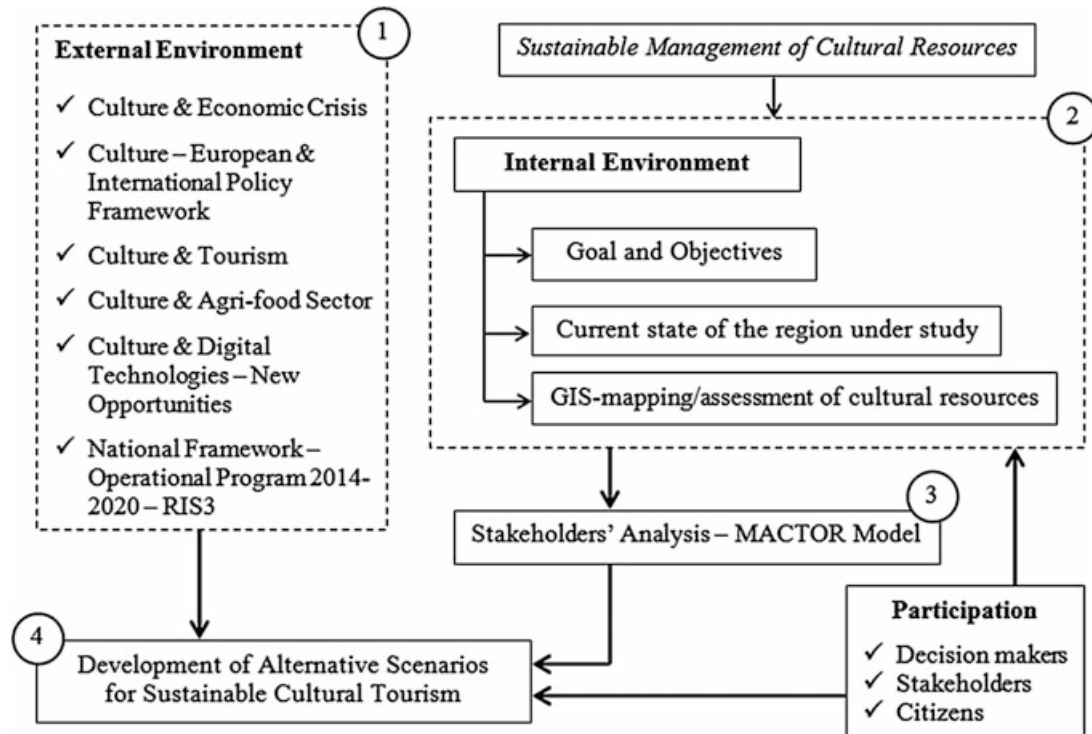 1
External Environment
✓ Culture & Economic Crisis
✓ Culture – European &
International Policy
Framework
✓ Culture & Tourism
✓ Culture & Agri-food Sector
✓ Culture & Digital
Technologies – New
Opportunities
✓ National Framework –
Operational Program 2014-
2020 – RIS3
Sustainable Management of Cultural Resources
2
Internal Environment
Goal and Objectives
Current state of the region under study
GIS-mapping/assessment of cultural resources
3
Stakeholders’ Analysis – MACTOR Model
4
Development of Alternative Scenarios
for Sustainable Cultural Tourism
Participation
✓ Decision makers
✓ Stakeholders
✓ Citizens